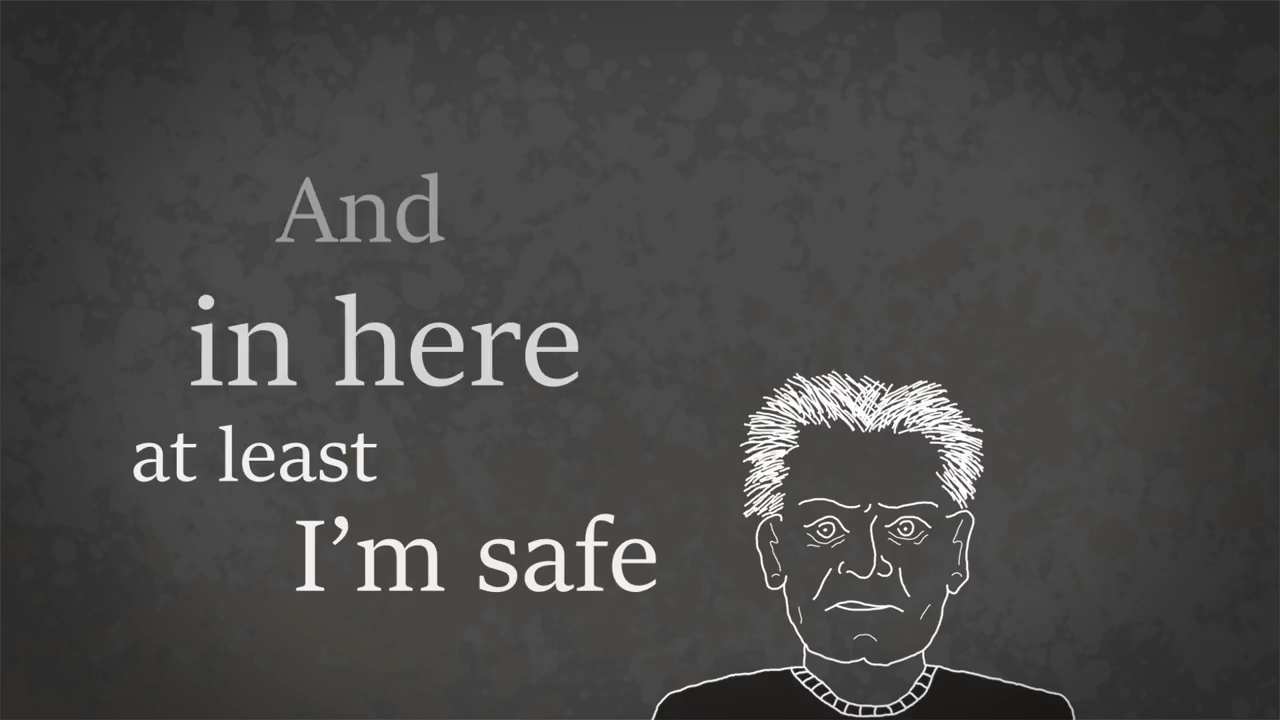 And
in here
at least
I’m safe